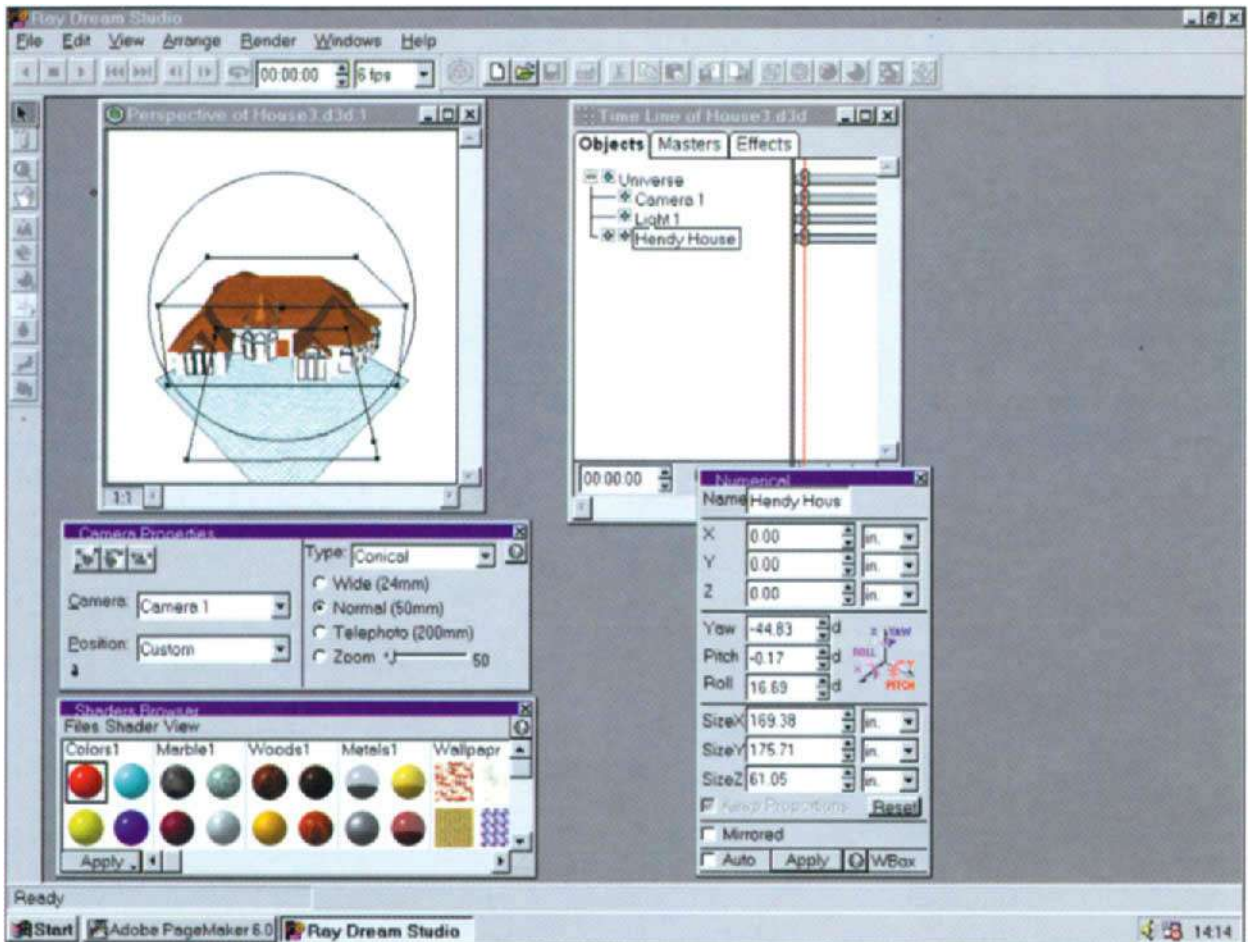 Ray Dream Studio
File Edit View Arrange Render Windows Help
00:00:00 6 fps
Perspective of House3.d3d:1
1:1
Time Line of House3.d3d
Objects Masters Effects
Universe
Camera 1
Light 1
Hendy House
00:00:00
Camera Properties
Camera: Camera 1
Position: Custom
Type: Conical
Wide (24mm)
Normal (50mm)
Telephoto (200mm)
Zoom 50
Shaders Browser
Files Shader View
Colors1 Marble1 Woods1 Metals1 Wallpapr
Apply
Numerical
Name Hendy Hous
X 0.00 in.
Y 0.00 in.
Z 0.00 in.
Yaw -44.83 d
Pitch -0.17 d
Roll 16.69 d
YAW
ROLL
PITCH
SizeX 169.38 in.
SizeY 175.71 in.
SizeZ 61.05 in.
Keep Proportions Reset
Mirrored
Auto Apply WBox
Ready
Start Adobe PageMaker 6.0 Ray Dream Studio 14:14